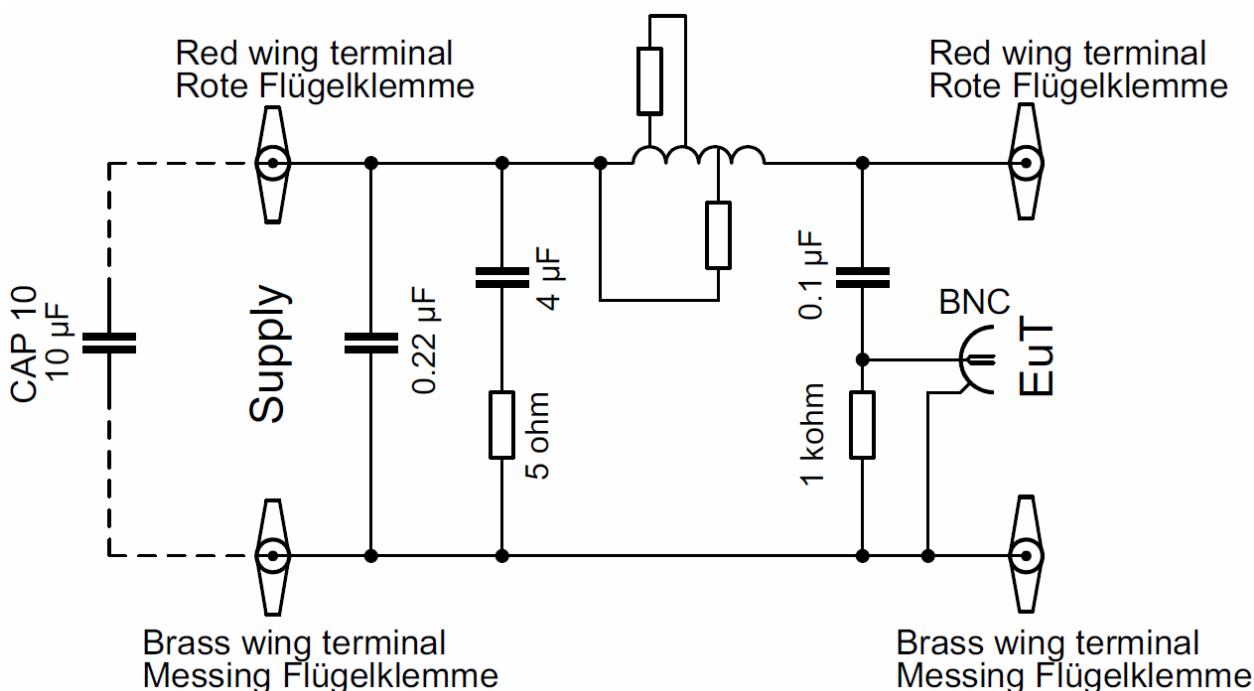 Red wing terminal
Rote Flügelklemme
Red wing terminal
Rote Flügelklemme
CAP 10
10 µF
Supply
0.22 µF
4 µF
5 ohm
0.1 µF
1 kohm
BNC
EuT
Brass wing terminal
Messing Flügelklemme
Brass wing terminal
Messing Flügelklemme